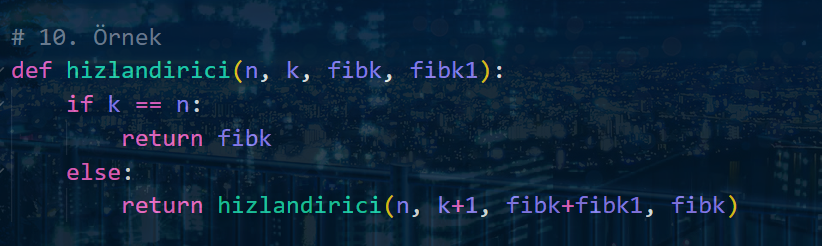 # 10. Örnek
def hizlandirici(n, k, fibk, fibk1):
    if k == n:
        return fibk
    else:
        return hizlandirici(n, k+1, fibk+fibk1, fibk)